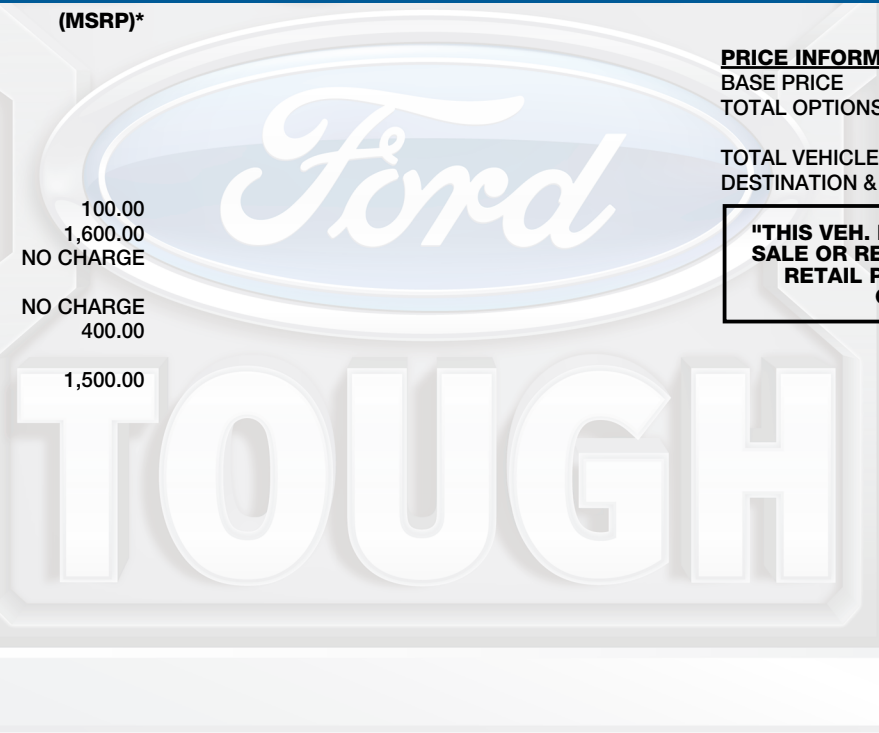 (MSRP)*
100.00
1,600.00
NO CHARGE
NO CHARGE
400.00
1,500.00
PRICE INFORM
BASE PRICE
TOTAL OPTIONS
TOTAL VEHICLE
DESTINATION &
"THIS VEH.
SALE OR RE
RETAIL P
Ford
TOUGH